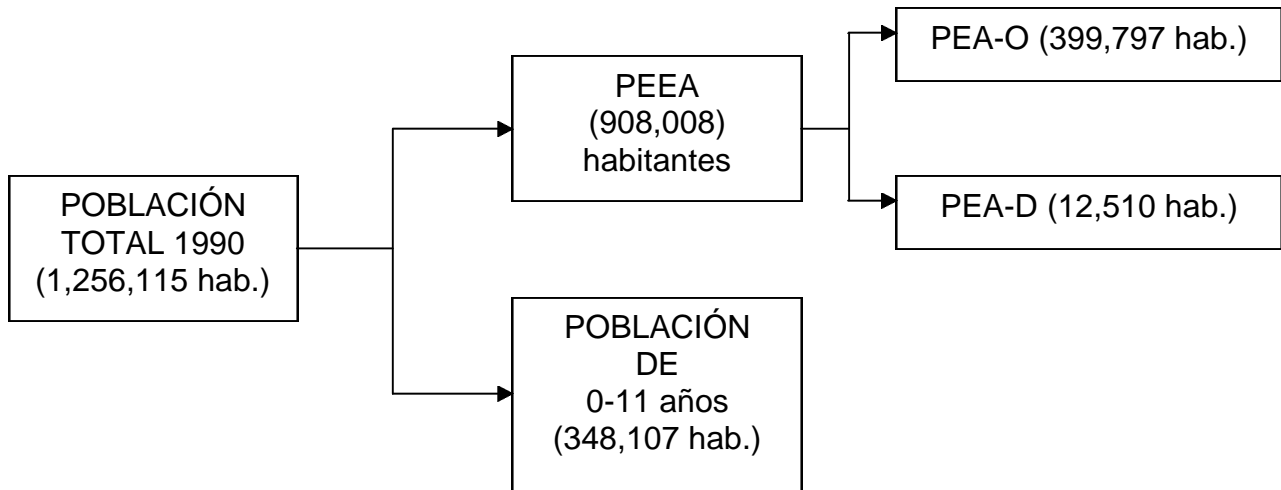 POBLACIÓN
TOTAL 1990
(1,256,115 hab.)
PEEA
(908,008)
habitantes
POBLACIÓN
DE
0-11 años
(348,107 hab.)
PEA-O (399,797 hab.)
PEA-D (12,510 hab.)